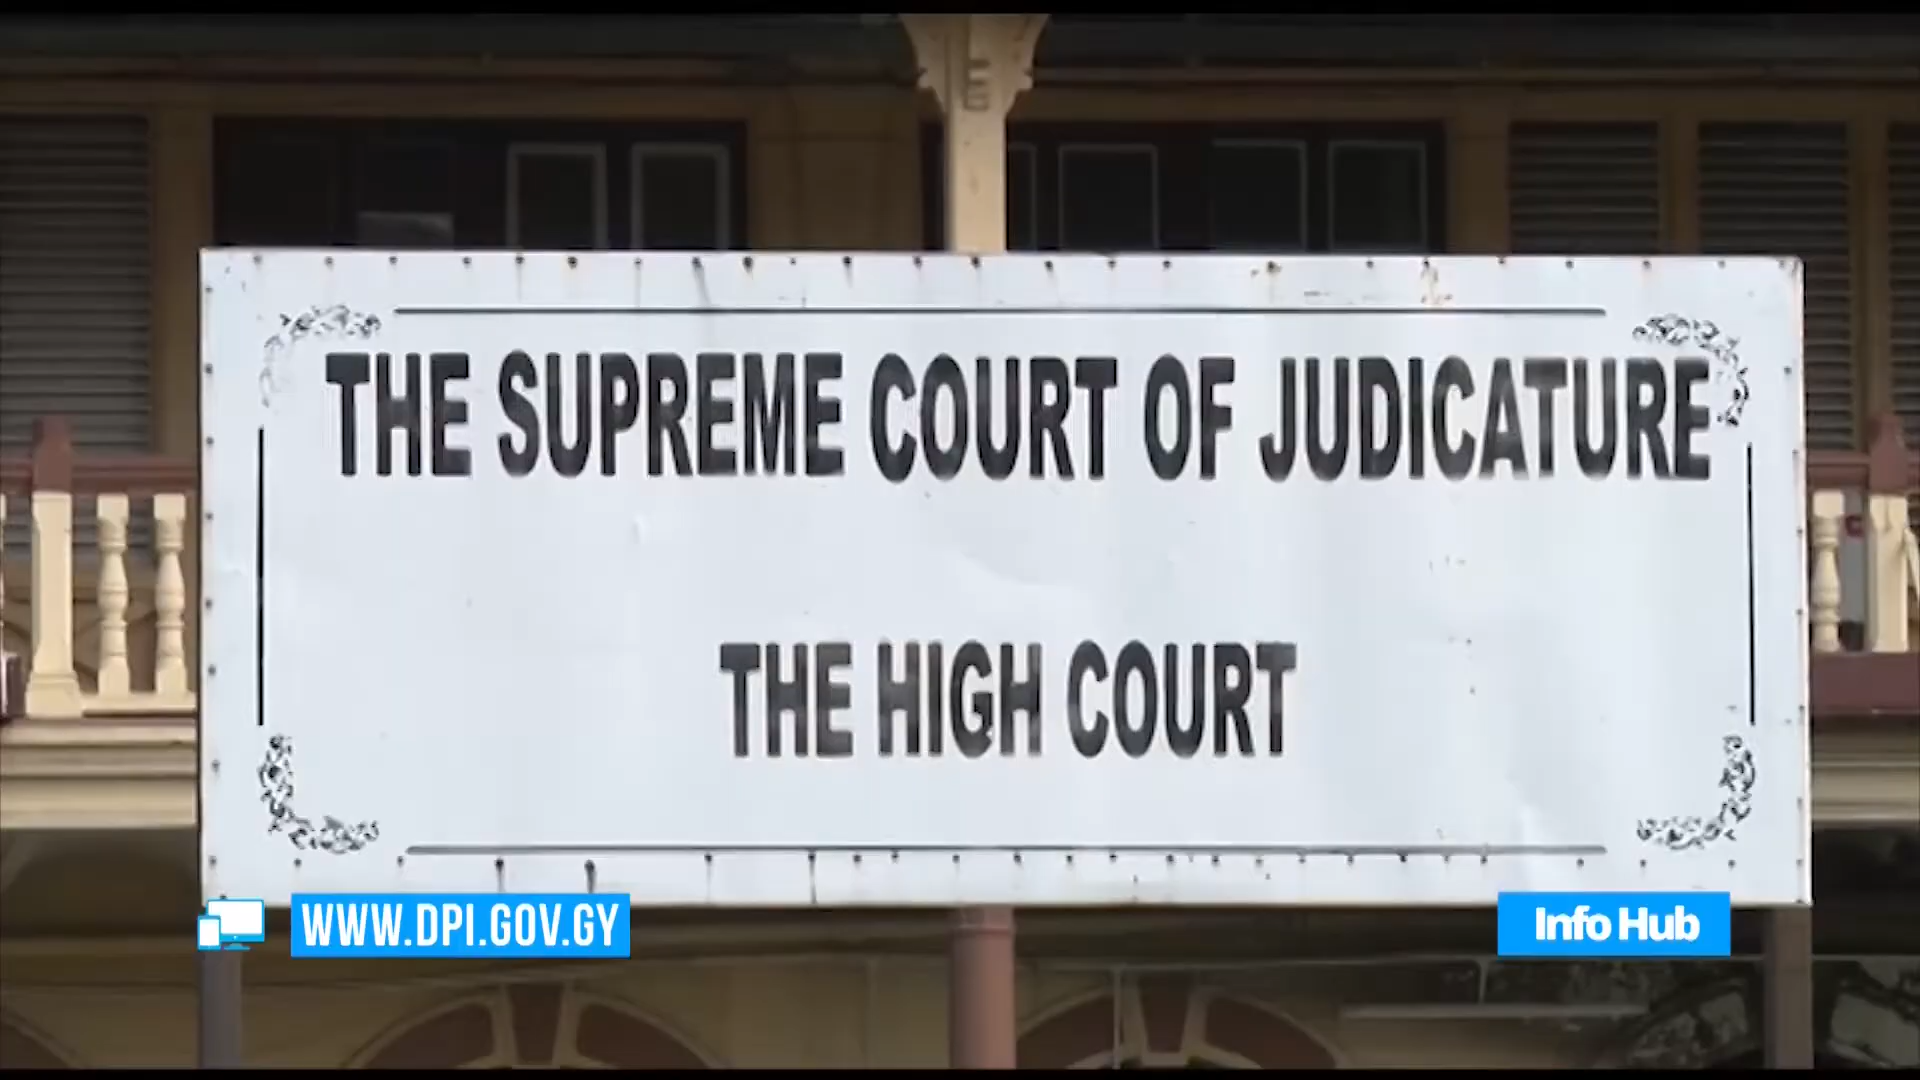 THE SUPREME COURT OF JUDICATURE
THE HIGH COURT
WWW.DPI.GOV.GY
Info Hub